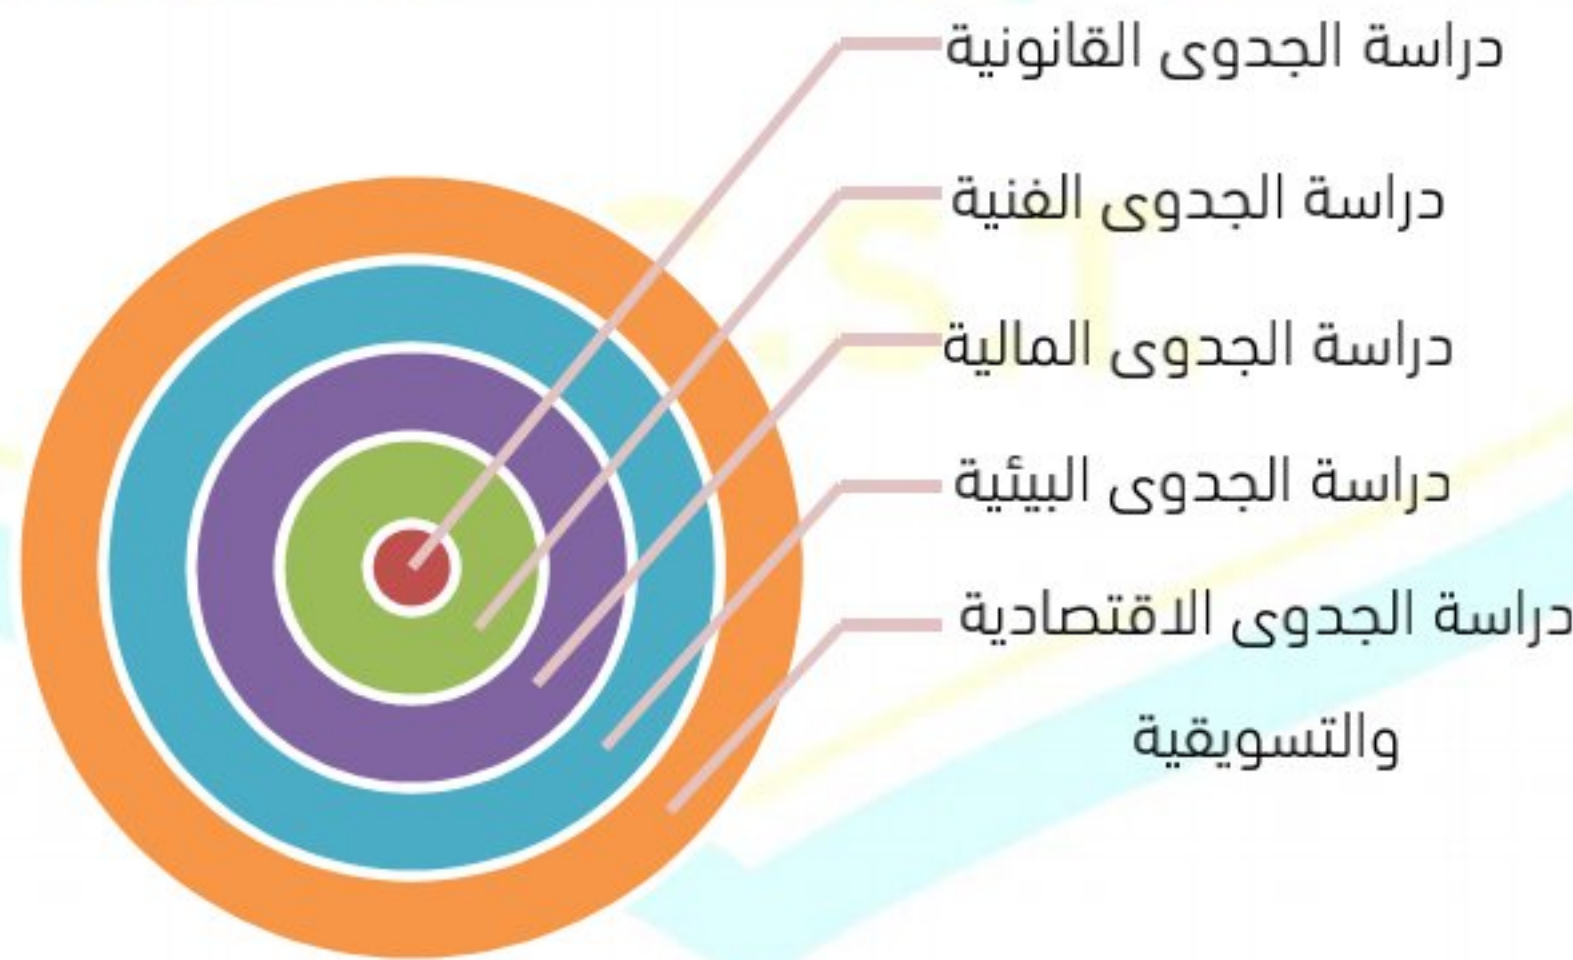 دراسة الجدوى القانونية
دراسة الجدوى الفنية
دراسة الجدوى المالية
دراسة الجدوى البيئية
دراسة الجدوى الاقتصادية
والتسويقية